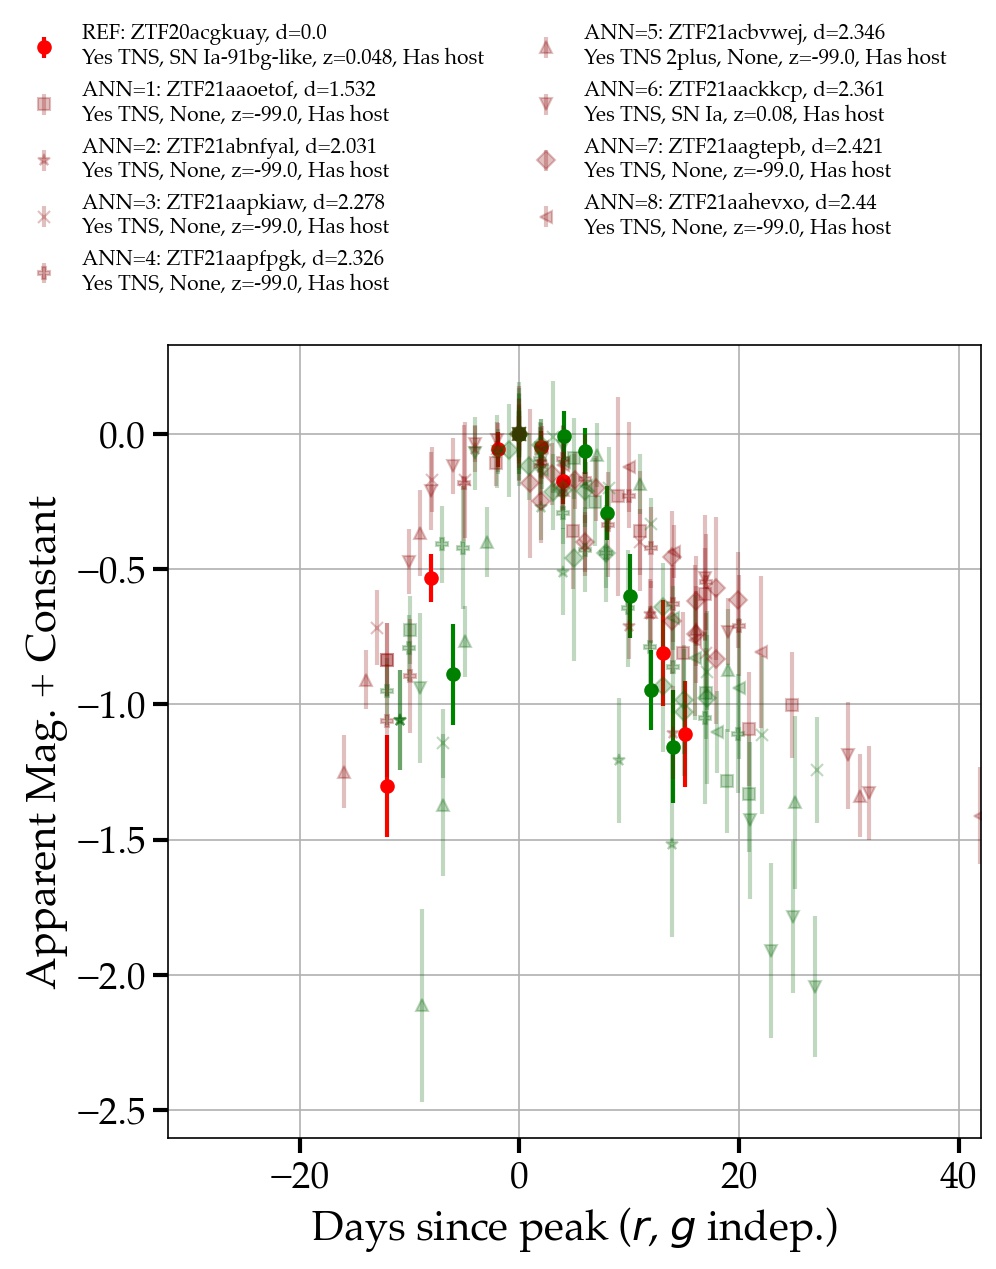 REF: ZTF20acgkuay, d=0.0
Yes TNS, SN Ia-91bg-like, z=0.048, Has host
ANN=1: ZTF21aaoetof, d=1.532
Yes TNS, None, z=-99.0, Has host
ANN=2: ZTF21abnfyal, d=2.031
Yes TNS, None, z=-99.0, Has host
ANN=3: ZTF21aapkiaw, d=2.278
Yes TNS, None, z=-99.0, Has host
ANN=4: ZTF21aapfpgk, d=2.326
Yes TNS, None, z=-99.0, Has host
ANN=5: ZTF21acbvwej, d=2.346
Yes TNS 2plus, None, z=-99.0, Has host
ANN=6: ZTF21aackkcp, d=2.361
Yes TNS, SN Ia, z=0.08, Has host
ANN=7: ZTF21aagtepb, d=2.421
Yes TNS, None, z=-99.0, Has host
ANN=8: ZTF21aahevxo, d=2.44
Yes TNS, None, z=-99.0, Has host
Apparent Mag. + Constant
0.0
−0.5
−1.0
−1.5
−2.0
−2.5
−20
0
20
40
Days since peak (r, g indep.)